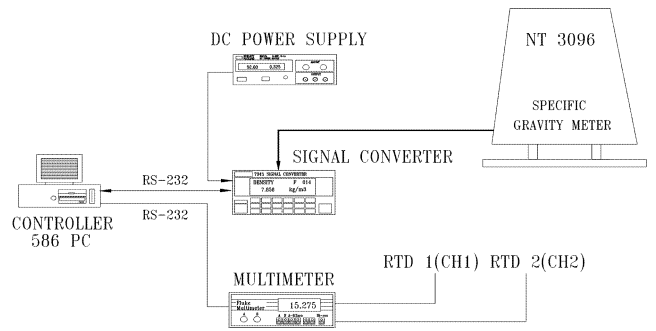 DC POWER SUPPLY
52.00 0.325
NT 3096
SPECIFIC
GRAVITY METER
SIGNAL CONVERTER
7945 SIGNAL CONVERTER
DENSITY F 014
7.858 kg/m3
RS-232
RS-232
CONTROLLER
586 PC
RTD 1(CH1) RTD 2(CH2)
MULTIMETER
Fluke
Multimeter
15.275
A B